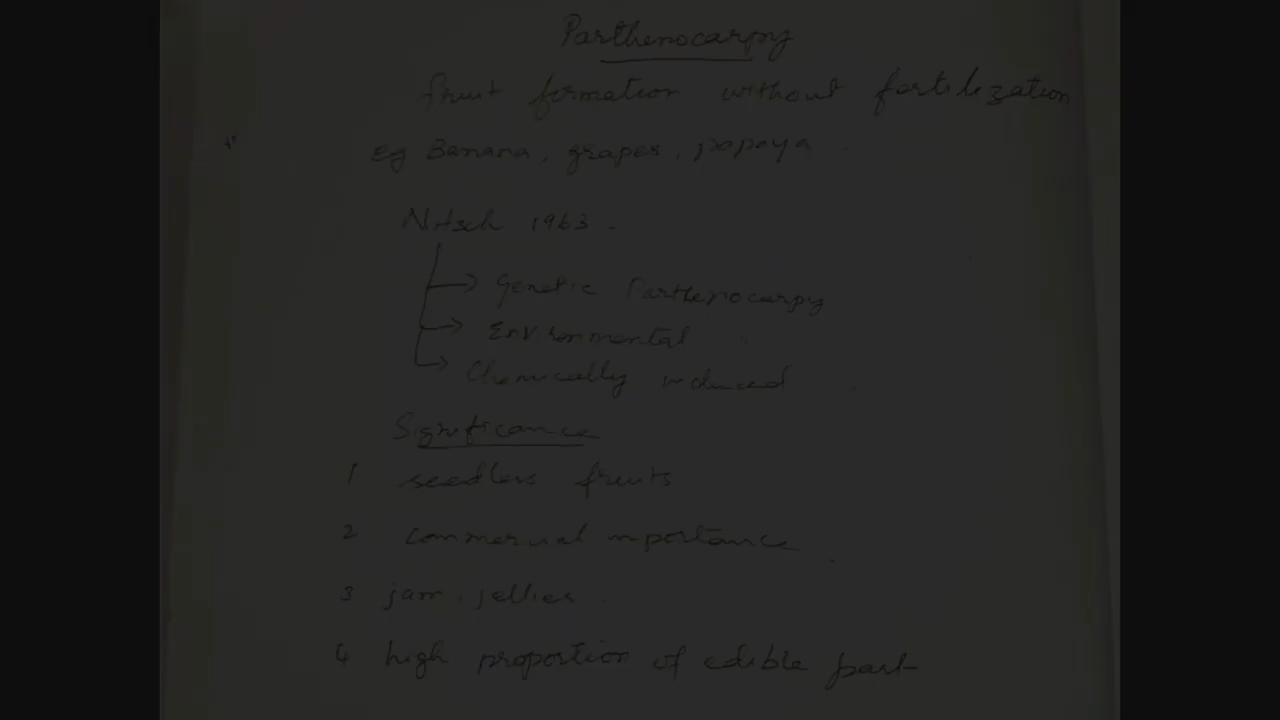 Parthenocarpy
fruit formation without fertilization
Eg Banana, grapes, papaya.
Nitsch 1963.
→ Genetic Parthenocarpy
→ Environmental "
→ Chemically induced "
Significance
1 seedless fruits
2 commercial importance.
3 jam, jellies.
4 high proportion of edible part